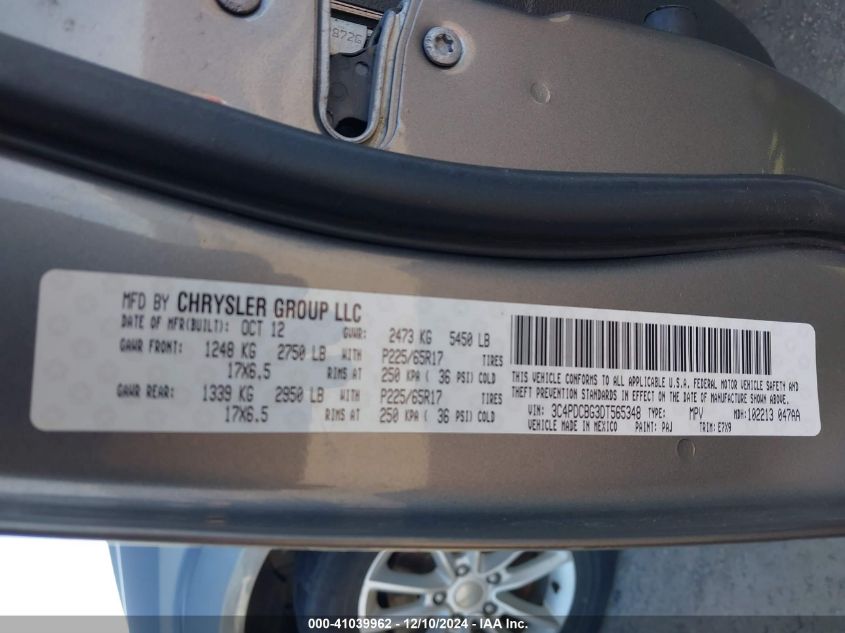 872G
MFD BY CHRYSLER GROUP LLC
DATE OF MFR(BUILT): OCT 12 GVWR: 2473 KG 5450 LB
GAWR FRONT: 1248 KG 2750 LB WITH P225/65R17 TIRES
17X6.5 RIMS AT 250 KPA ( 36 PSI) COLD
GAWR REAR: 1339 KG 2950 LB WITH P225/65R17 TIRES
17X6.5 RIMS AT 250 KPA ( 36 PSI) COLD
THIS VEHICLE CONFORMS TO ALL APPLICABLE U.S.A. FEDERAL MOTOR VEHICLE SAFETY AND
THEFT PREVENTION STANDARDS IN EFFECT ON THE DATE OF MANUFACTURE SHOWN ABOVE.
VIN: 3C4PDCBG3DT565348 TYPE: MPV MDH: 102213 047AA
VEHICLE MADE IN MEXICO PAINT: PAJ TRIM: E7X9
000-41039962 - 12/10/2024 - IAA Inc.